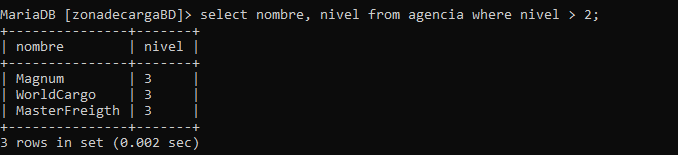 MariaDB [zonadecargaBD]> select nombre, nivel from agencia where nivel > 2;
+---------------+-------+
| nombre        | nivel |
+---------------+-------+
| Magnum        | 3     |
| WorldCargo    | 3     |
| MasterFreigth | 3     |
+---------------+-------+
3 rows in set (0.002 sec)